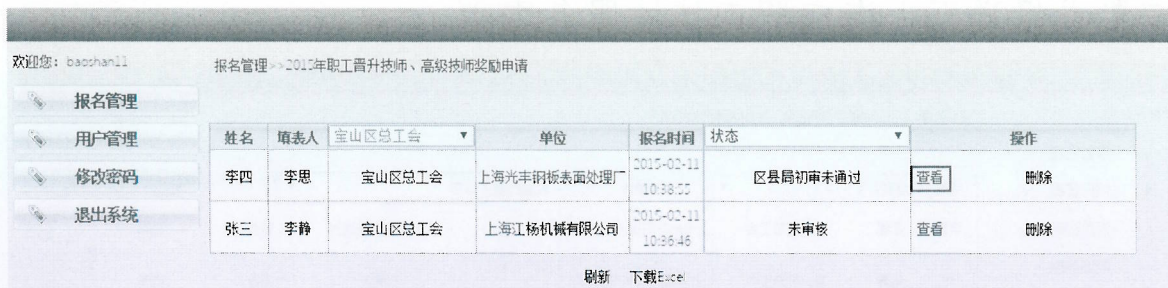 欢迎您：baoshan11
报名管理>>2015年职工晋升技师、高级技师奖励申请
报名管理
用户管理
修改密码
退出系统
姓名 填表人 宝山区总工会 单位 报名时间 状态 操作
李四 李思 宝山区总工会 上海光丰钢板表面处理厂 2015-02-11 10:38:55 区县局初审未通过 查看 删除
张三 李静 宝山区总工会 上海江杨机械有限公司 2015-02-11 10:36:46 未审核 查看 删除
刷新 下载Excel